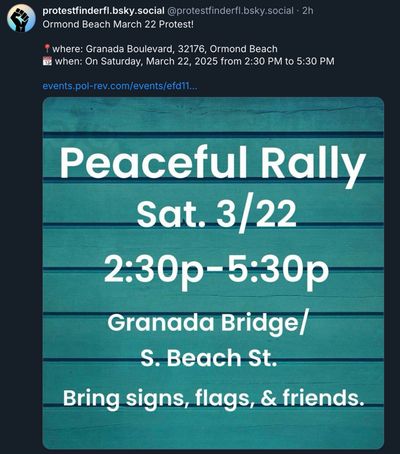 protestfinderfl.bsky.social @protestfinderfl.bsky.social · 2h
Ormond Beach March 22 Protest!
📍where: Granada Boulevard, 32176, Ormond Beach
📆 when: On Saturday, March 22, 2025 from 2:30 PM to 5:30 PM
events.pol-rev.com/events/efd11...
Peaceful Rally
Sat. 3/22
2:30p-5:30p
Granada Bridge/
S. Beach St.
Bring signs, flags, & friends.